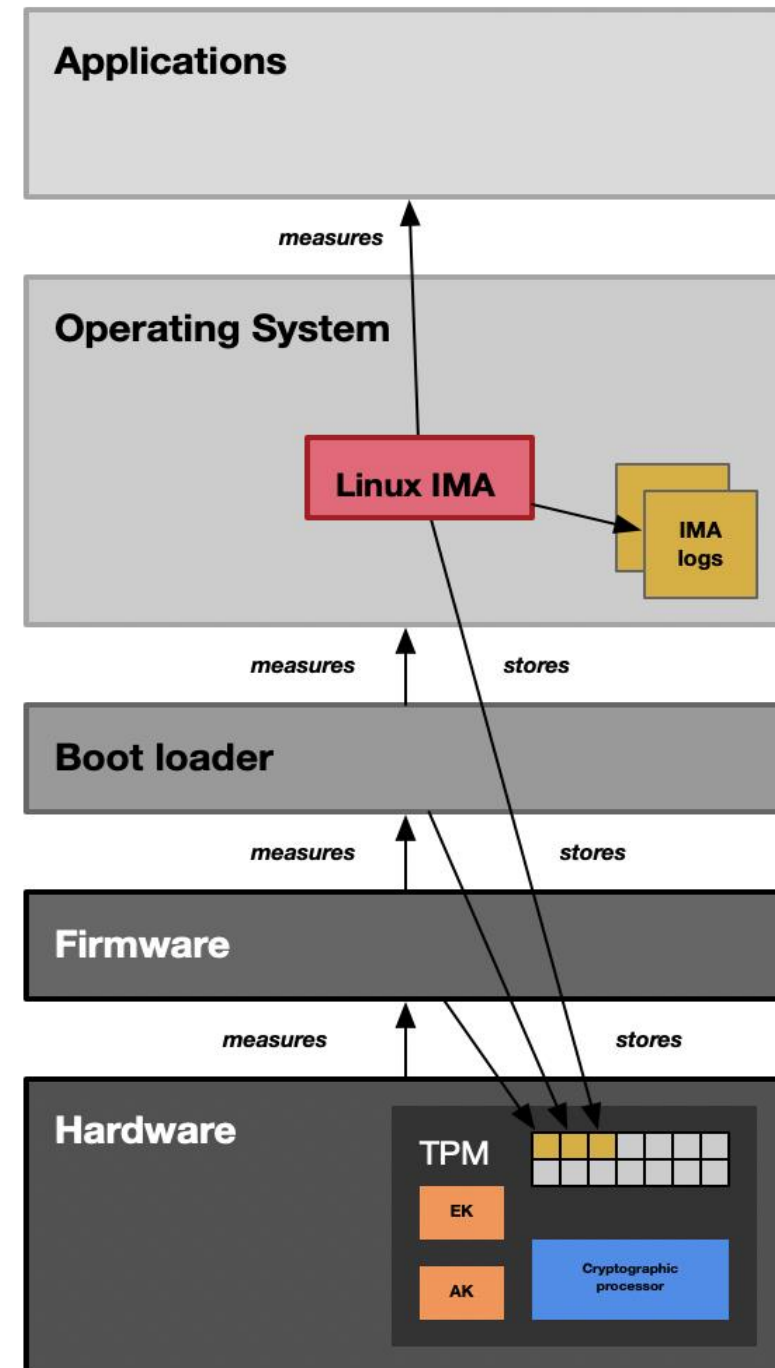 Applications
measures
Operating System
Linux IMA
IMA
logs
measures
stores
Boot loader
measures
stores
Firmware
measures
stores
Hardware
TPM
EK
AK
Cryptographic
processor